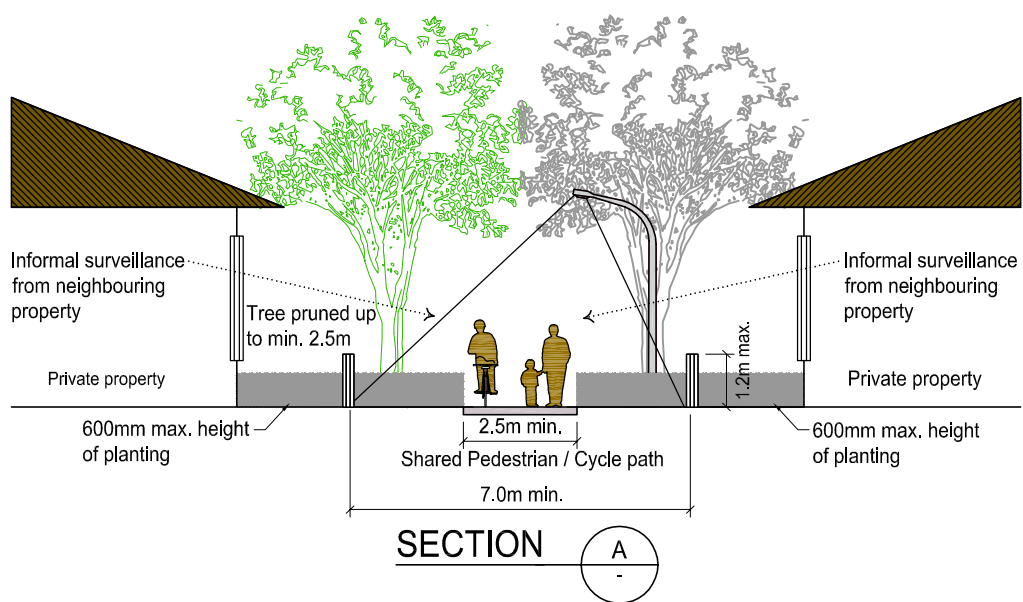 Informal surveillance
from neighbouring
property
Informal surveillance
from neighbouring
property
Tree pruned up
to min. 2.5m
1.2m max.
Private property
Private property
600mm max. height
of planting
2.5m min.
600mm max. height
of planting
Shared Pedestrian / Cycle path
7.0m min.
SECTION
A
-